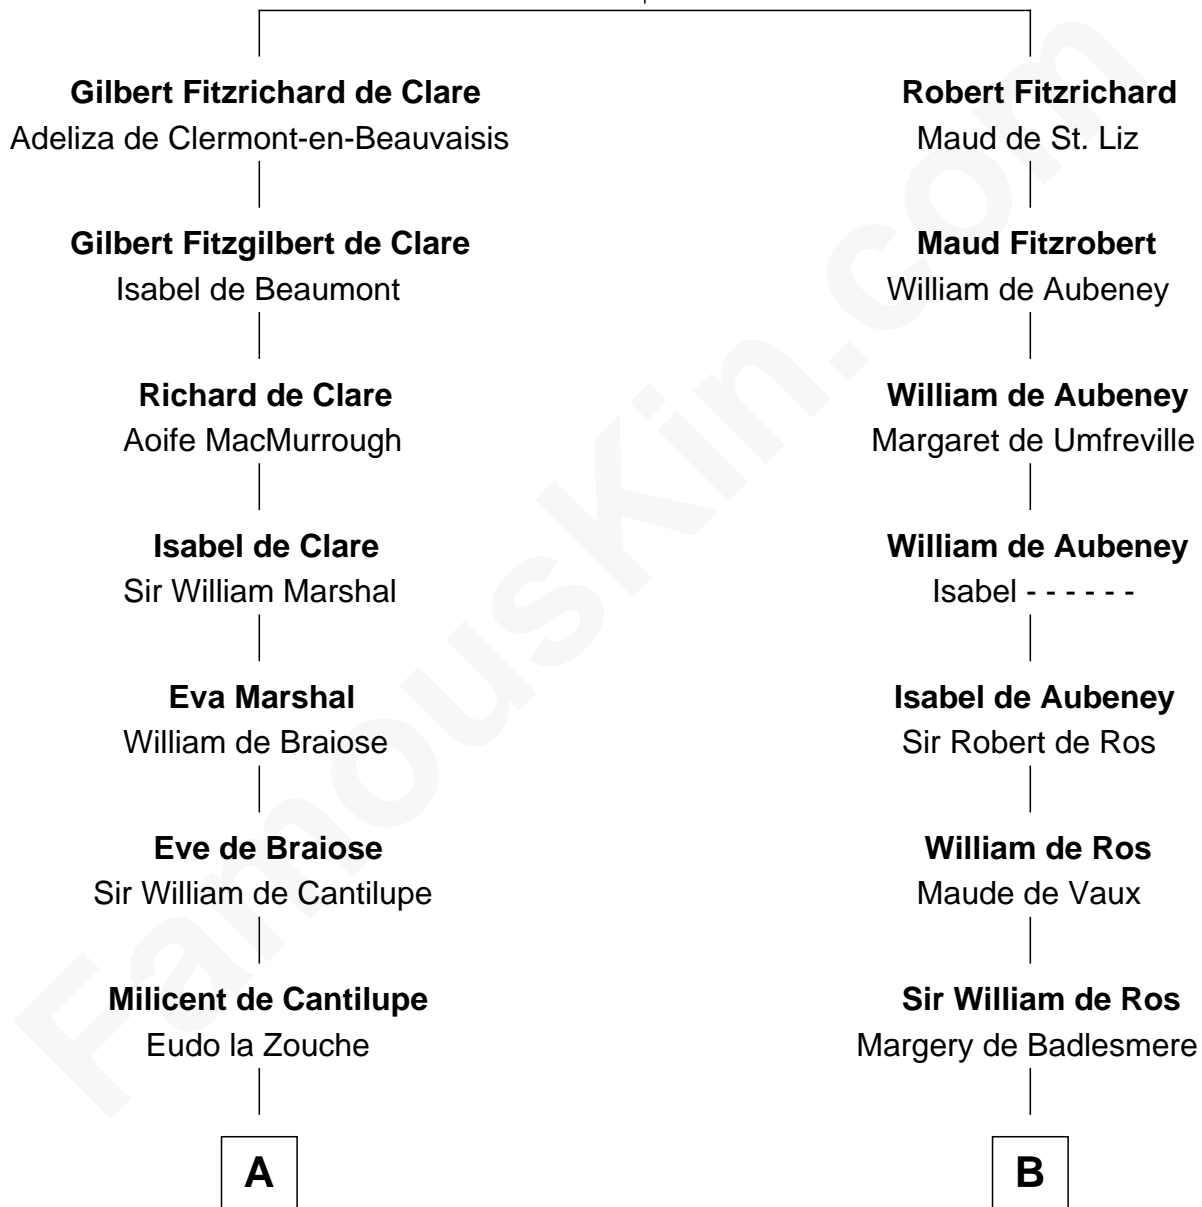 Gilbert Fitzrichard de Clare
Adeliza de Clermont-en-Beauvaisis
Gilbert Fitzgilbert de Clare
Isabel de Beaumont
Richard de Clare
Aoife MacMurrough
Isabel de Clare
Sir William Marshal
Eva Marshal
William de Braiose
Eve de Braiose
Sir William de Cantilupe
Milicent de Cantilupe
Eudo la Zouche
A
Robert Fitzrichard
Maud de St. Liz
Maud Fitzrobert
William de Aubeney
William de Aubeney
Margaret de Umfreville
William de Aubeney
Isabel - - - - - -
Isabel de Aubeney
Sir Robert de Ros
William de Ros
Maude de Vaux
Sir William de Ros
Margery de Badlesmere
B
FamousKin.com